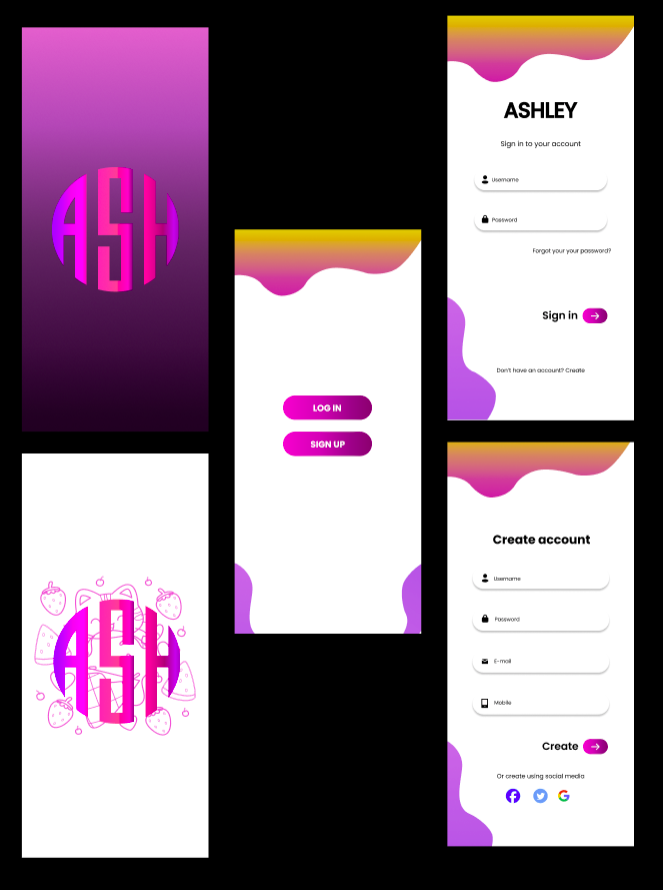 ASH
ASH
LOG IN
SIGN UP
ASHLEY
Sign in to your account
Username
Password
Forgot your your password?
Sign in
Don't have an account? Create
Create account
Username
Password
E-mail
Mobile
Create
Or create using social media